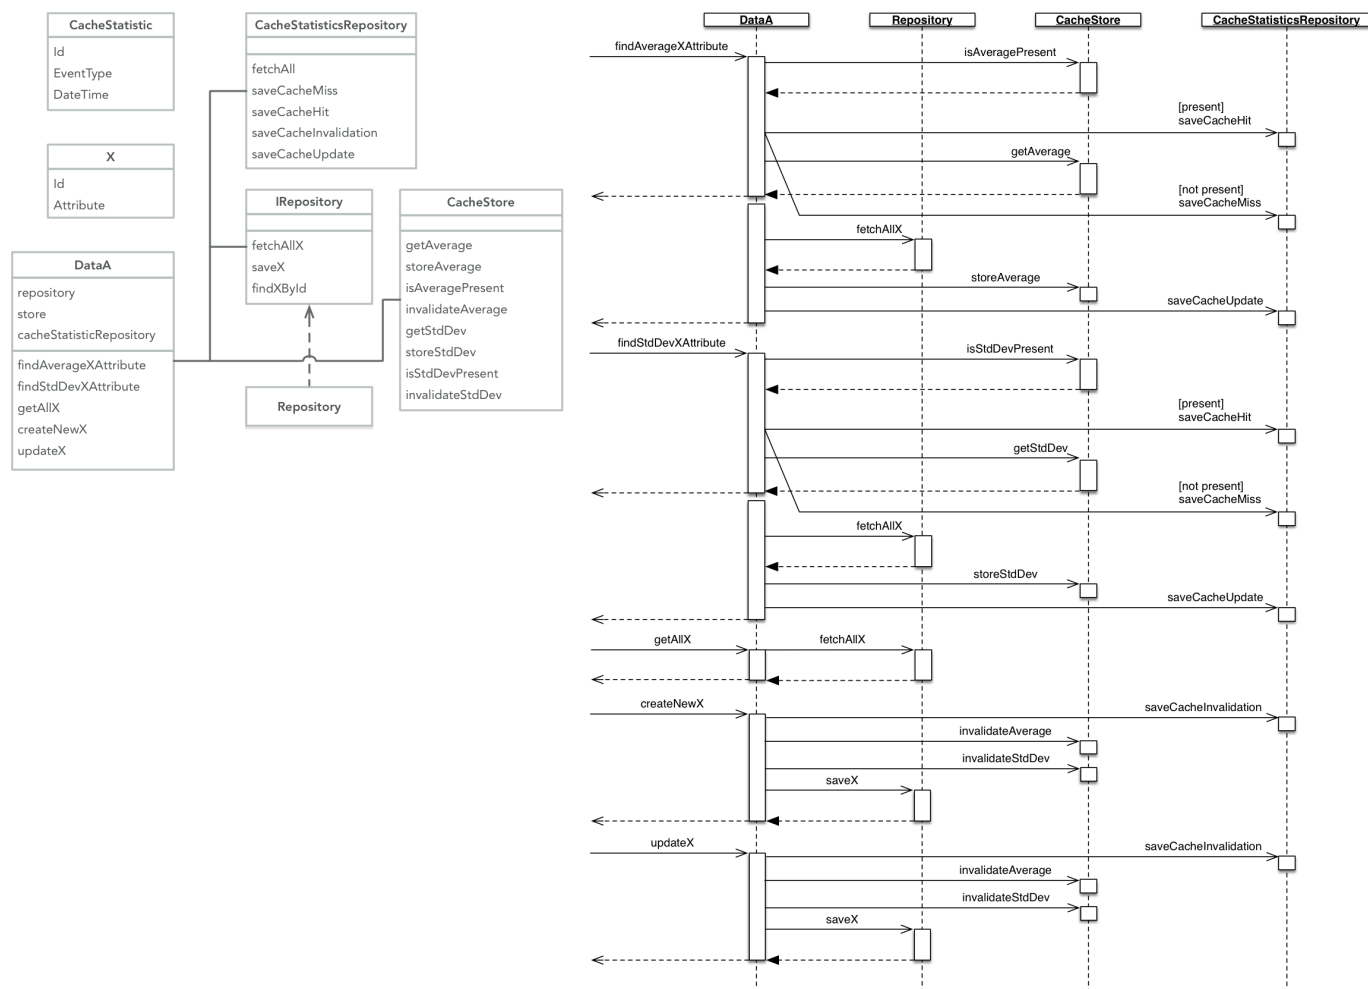 CacheStatistic
Id
EventType
DateTime
X
Id
Attribute
DataA
repository
store
cacheStatisticRepository
findAverageXAttribute
findStdDevXAttribute
getAllX
createNewX
updateX
CacheStatisticsRepository
fetchAll
saveCacheMiss
saveCacheHit
saveCacheInvalidation
saveCacheUpdate
IRepository
fetchAllX
saveX
findXById
Repository
CacheStore
getAverage
storeAverage
isAveragePresent
invalidateAverage
getStdDev
storeStdDev
isStdDevPresent
invalidateStdDev
DataA
Repository
CacheStore
CacheStatisticsRepository
findAverageXAttribute
isAveragePresent
[present]
saveCacheHit
getAverage
[not present]
saveCacheMiss
fetchAllX
storeAverage
saveCacheUpdate
findStdDevXAttribute
isStdDevPresent
[present]
saveCacheHit
getStdDev
[not present]
saveCacheMiss
fetchAllX
storeStdDev
saveCacheUpdate
getAllX
fetchAllX
createNewX
saveCacheInvalidation
invalidateAverage
invalidateStdDev
saveX
updateX
saveCacheInvalidation
invalidateAverage
invalidateStdDev
saveX